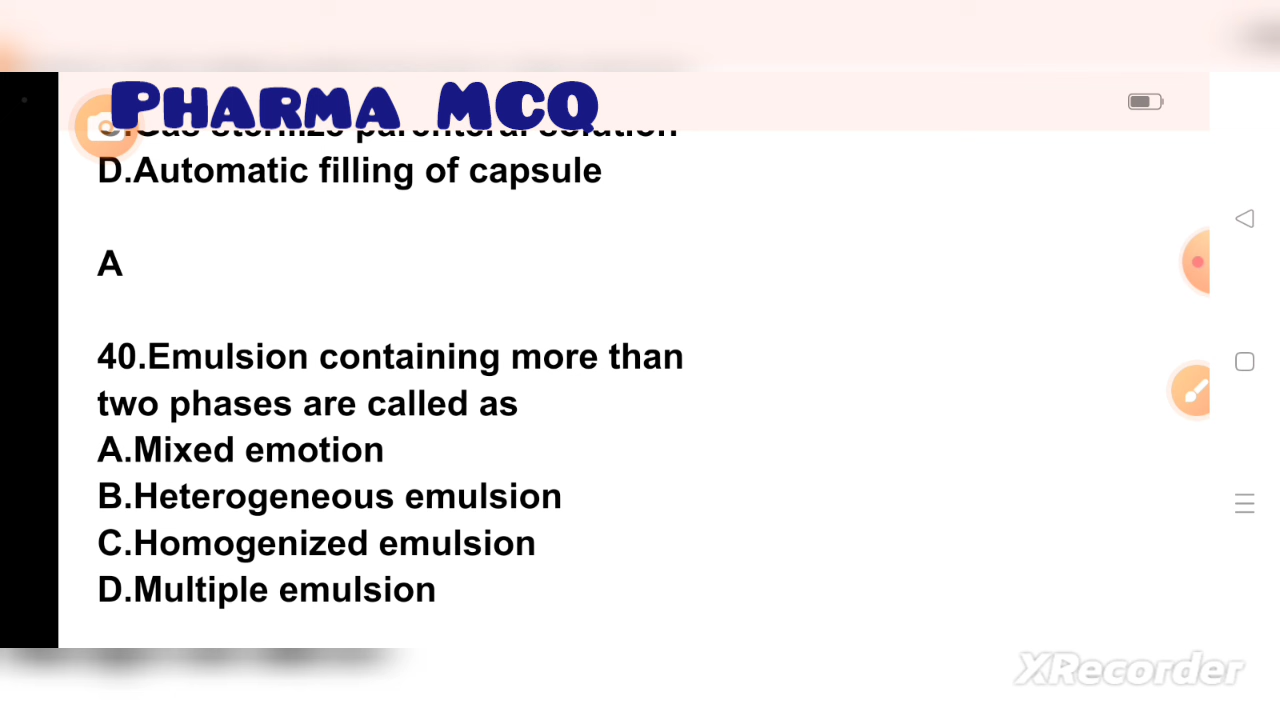 PHARMA MCQ
D.Automatic filling of capsule
A
40.Emulsion containing more than
two phases are called as
A.Mixed emotion
B.Heterogeneous emulsion
C.Homogenized emulsion
D.Multiple emulsion
XRecorder